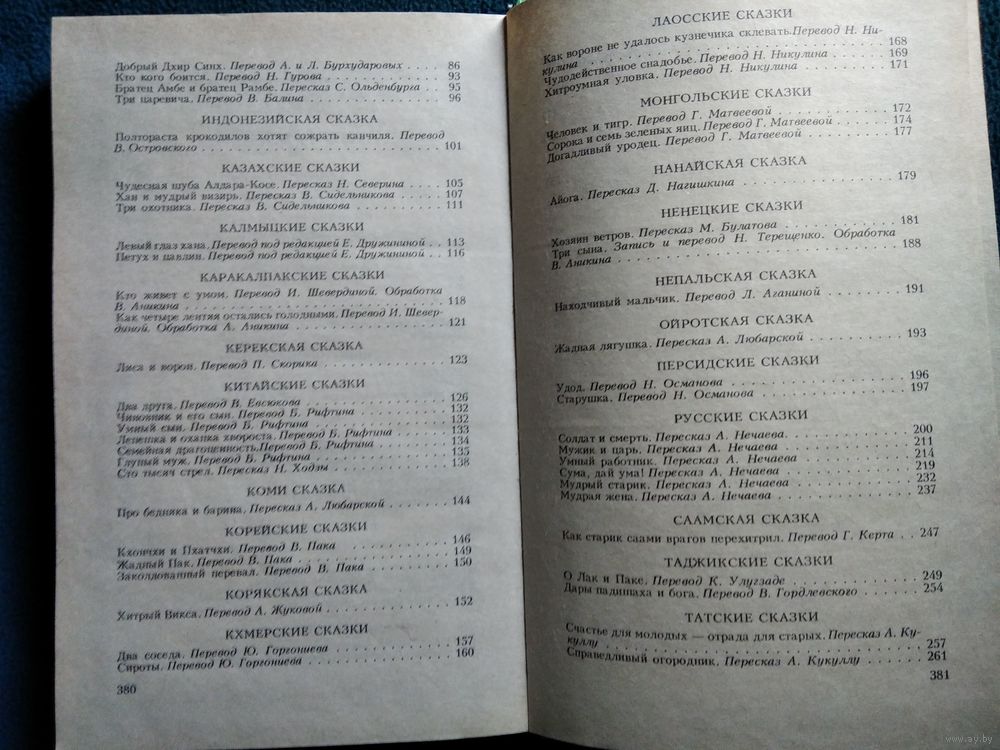 Добрый Дхир Синх. Перевод А. и Л. Бурхударовых . . . . 86
Кто кого боится. Перевод Н. Гурова . . . . . . . . . 93
Братец Амбе и братец Рамбе. Пересказ С. Ольденбурга . . 95
Три царевича. Перевод В. Балина . . . . . . . . . . 96
ИНДОНЕЗИЙСКАЯ СКАЗКА
Полтораста крокодилов хотят сожрать канчиля. Перевод
В. Островского . . . . . . . . . . . . . . . . 101
КАЗАХСКИЕ СКАЗКИ
Чудесная шуба Алдара-Косе. Пересказ Н. Северина . . . . 105
Хан и мудрый визирь. Пересказ В. Сидельникова . . . . . 107
Три охотника. Пересказ В. Сидельникова . . . . . . . . 111
КАЛМЫЦКИЕ СКАЗКИ
Левый глаз хана. Перевод под редакцией Е. Дружининой . . 113
Петух и павлин. Перевод под редакцией Е. Дружининой . . 116
КАРАКАЛПАКСКИЕ СКАЗКИ
Кто живет с умом. Перевод И. Шевердиной. Обработка
В. Аникина . . . . . . . . . . . . . . . . . 118
Как четыре лентяя остались голодными. Перевод И. Шевер-
диной. Обработка А. Аникина . . . . . . . . . . . 121
КЕРЕКСКАЯ СКАЗКА
Лиса и ворон. Перевод П. Скорика . . . . . . . . . . 123
КИТАЙСКИЕ СКАЗКИ
Два друга. Перевод В. Евсюкова . . . . . . . . . . . 126
Чиновник и его сын. Перевод Б. Рифтина . . . . . . . . 132
Умный сын. Перевод Б. Рифтина . . . . . . . . . . . 132
Лепешка и охапка хвороста. Перевод Б. Рифтина . . . . . 133
Семейная драгоценность. Перевод Б. Рифтина . . . . . . 134
Глупый муж. Перевод Б. Рифтина . . . . . . . . . . . 135
Сто тысяч стрел. Пересказ И. Ходзы . . . . . . . . . . 138
КОМИ СКАЗКА
Про бедняка и барина. Пересказ А. Любарской . . . . . . 144
КОРЕЙСКИЕ СКАЗКИ
Кхончхи и Пхатчхи. Перевод В. Пака . . . . . . . . . 146
Жадный Пак. Перевод В. Пака . . . . . . . . . . . . 149
Заколдованный перевал. Перевод В. Пака . . . . . . . . 150
КОРЯКСКАЯ СКАЗКА
Хитрый Викса. Перевод А. Жуковой . . . . . . . . . . 152
КХМЕРСКИЕ СКАЗКИ
Два соседа. Перевод Ю. Горгониева . . . . . . . . . . 157
Сироты. Перевод Ю. Горгониева . . . . . . . . . . . 160
380
ЛАОССКИЕ СКАЗКИ
Как вороне не удалось кузнечика склевать. Перевод Н. Ни-
кулина . . . . . . . . . . . . . . . . . . . 168
Чудодейственное снадобье. Перевод Н. Никулина . . . . . 169
Хитроумная уловка. Перевод Н. Никулина . . . . . . . . 171
МОНГОЛЬСКИЕ СКАЗКИ
Человек и тигр. Перевод Г. Матвеевой . . . . . . . . . 172
Сорока и семь зеленых яиц. Перевод Г. Матвеевой . . . . 174
Догадливый уродец. Перевод Г. Матвеевой . . . . . . . 177
НАНАЙСКАЯ СКАЗКА
Айога. Пересказ Д. Нагишкина . . . . . . . . . . . . 179
НЕНЕЦКИЕ СКАЗКИ
Хозяин ветров. Пересказ М. Булатова . . . . . . . . . 181
Три сына. Запись и перевод Н. Терещенко. Обработка
В. Аникина . . . . . . . . . . . . . . . . . 188
НЕПАЛЬСКАЯ СКАЗКА
Находчивый мальчик. Перевод Л. Аганиной . . . . . . . 191
ОЙРОТСКАЯ СКАЗКА
Жадная лягушка. Пересказ А. Любарской . . . . . . . . 193
ПЕРСИДСКИЕ СКАЗКИ
Удод. Перевод Н. Османова . . . . . . . . . . . . . 196
Старушка. Перевод Н. Османова . . . . . . . . . . . 197
РУССКИЕ СКАЗКИ
Солдат и смерть. Пересказ А. Нечаева . . . . . . . . . 200
Мужик и царь. Пересказ А. Нечаева . . . . . . . . . . 211
Умный работник. Пересказ А. Нечаева . . . . . . . . . 214
Сума, дай ума! Пересказ А. Нечаева . . . . . . . . . . 219
Мудрый старик. Пересказ А. Нечаева . . . . . . . . . 232
Мудрая жена. Пересказ А. Нечаева . . . . . . . . . . 237
СААМСКАЯ СКАЗКА
Как старик саами врагов перехитрил. Перевод Г. Керта . . 247
ТАДЖИКСКИЕ СКАЗКИ
О Лак и Паке. Перевод К. Улугзаде . . . . . . . . . . 249
Дары падишаха и бога. Перевод В. Гордлевского . . . . . 254
ТАТСКИЕ СКАЗКИ
Счастье для молодых — отрада для старых. Пересказ А. Ку-
куллу . . . . . . . . . . . . . . . . . . . 257
Справедливый огородник. Пересказ А. Кукуллу . . . . . . 261
381
www.ay.by